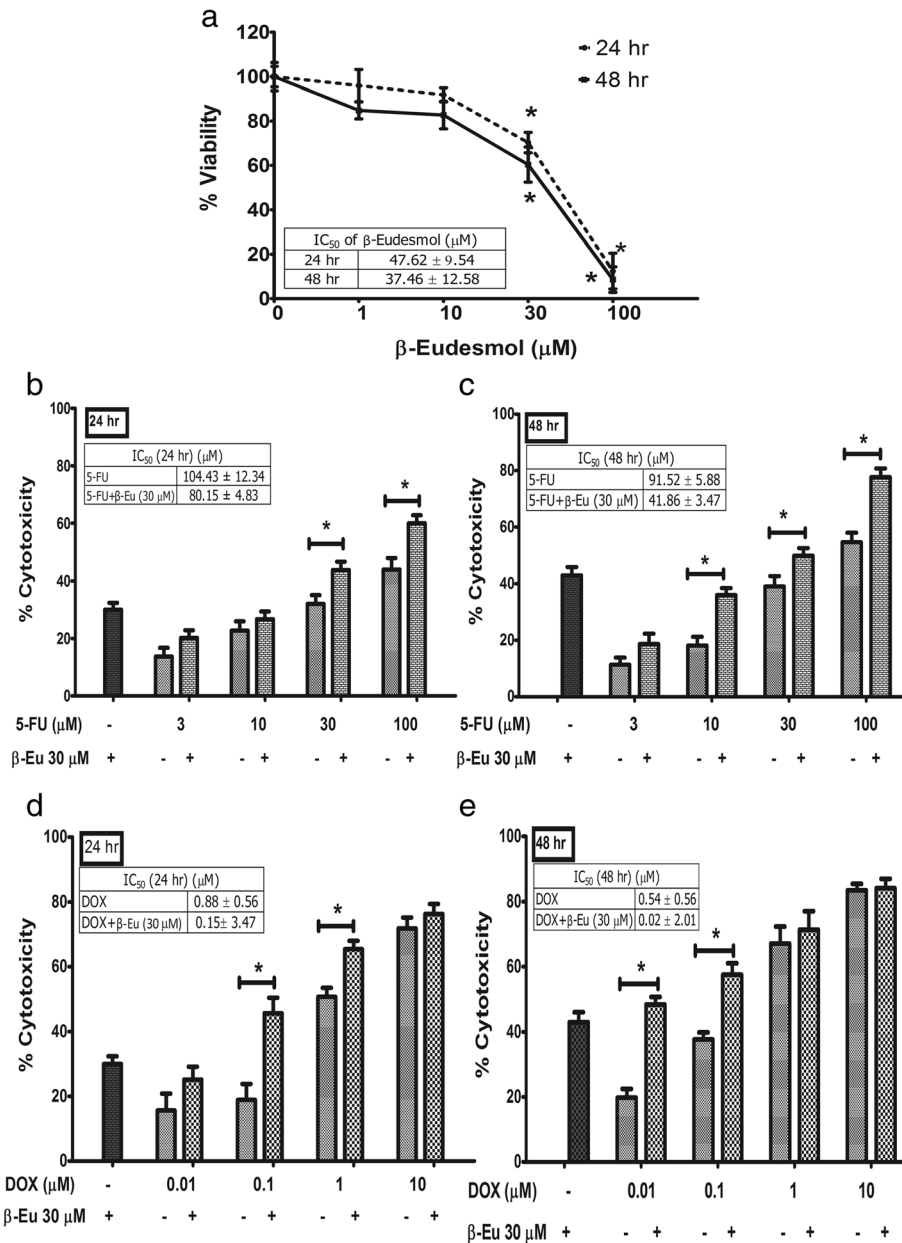 a
24 hr
48 hr
120
100
80
60
40
20
0
% Viability
*
*
*
*
IC50 of β-Eudesmol (μM)
24 hr 47.62 ± 9.54
48 hr 37.46 ± 12.58
0 1 10 30 100
β-Eudesmol (μM)
b
100
80
60
40
20
0
% Cytotoxicity
24 hr
IC50 (24 hr) (μM)
5-FU 104.43 ± 12.34
5-FU+β-Eu (30 μM) 80.15 ± 4.83
* *
5-FU (μM) - 3 10 30 100
β-Eu 30 μM + - + - + - + - +
c
100
80
60
40
20
0
% Cytotoxicity
48 hr
IC50 (48 hr) (μM)
5-FU 91.52 ± 5.88
5-FU+β-Eu (30 μM) 41.86 ± 3.47
* * *
5-FU (μM) - 3 10 30 100
β-Eu 30 μM + - + - + - + - +
d
100
80
60
40
20
0
% Cytotoxicity
24 hr
IC50 (24 hr) (μM)
DOX 0.88 ± 0.56
DOX+β-Eu (30 μM) 0.15± 3.47
* *
DOX (μM) - 0.01 0.1 1 10
β-Eu 30 μM + - + - + - + - +
e
100
80
60
40
20
0
% Cytotoxicity
48 hr
IC50 (48 hr) (μM)
DOX 0.54 ± 0.56
DOX+β-Eu (30 μM) 0.02 ± 2.01
* *
DOX (μM) - 0.01 0.1 1 10
β-Eu 30 μM + - + - + - + - +